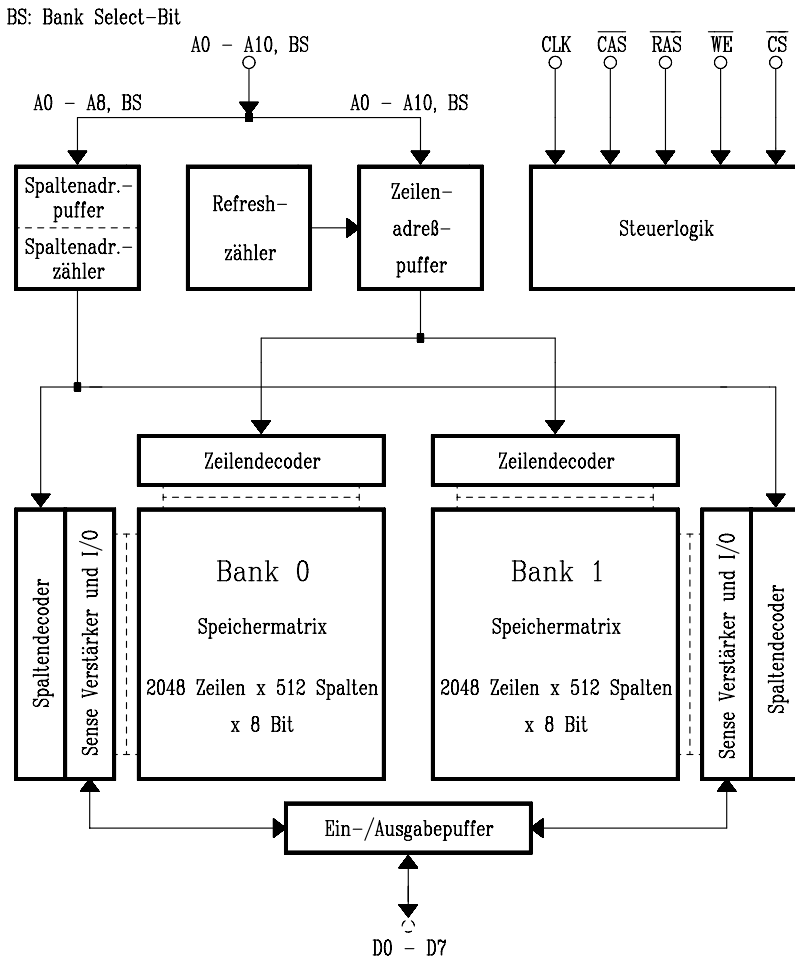 BS: Bank Select-Bit
A0 - A10, BS
CLK
CAS
RAS
WE
CS
A0 - A8, BS
A0 - A10, BS
Spaltenadr.-
puffer
Spaltenadr.-
zähler
Refresh-
zähler
Zeilen-
adreß-
puffer
Steuerlogik
Zeilendecoder
Zeilendecoder
Spaltendecoder
Sense Verstärker und I/O
Bank 0
Speichermatrix
2048 Zeilen x 512 Spalten
x 8 Bit
Bank 1
Speichermatrix
2048 Zeilen x 512 Spalten
x 8 Bit
Sense Verstärker und I/O
Spaltendecoder
Ein-/Ausgabepuffer
D0 - D7